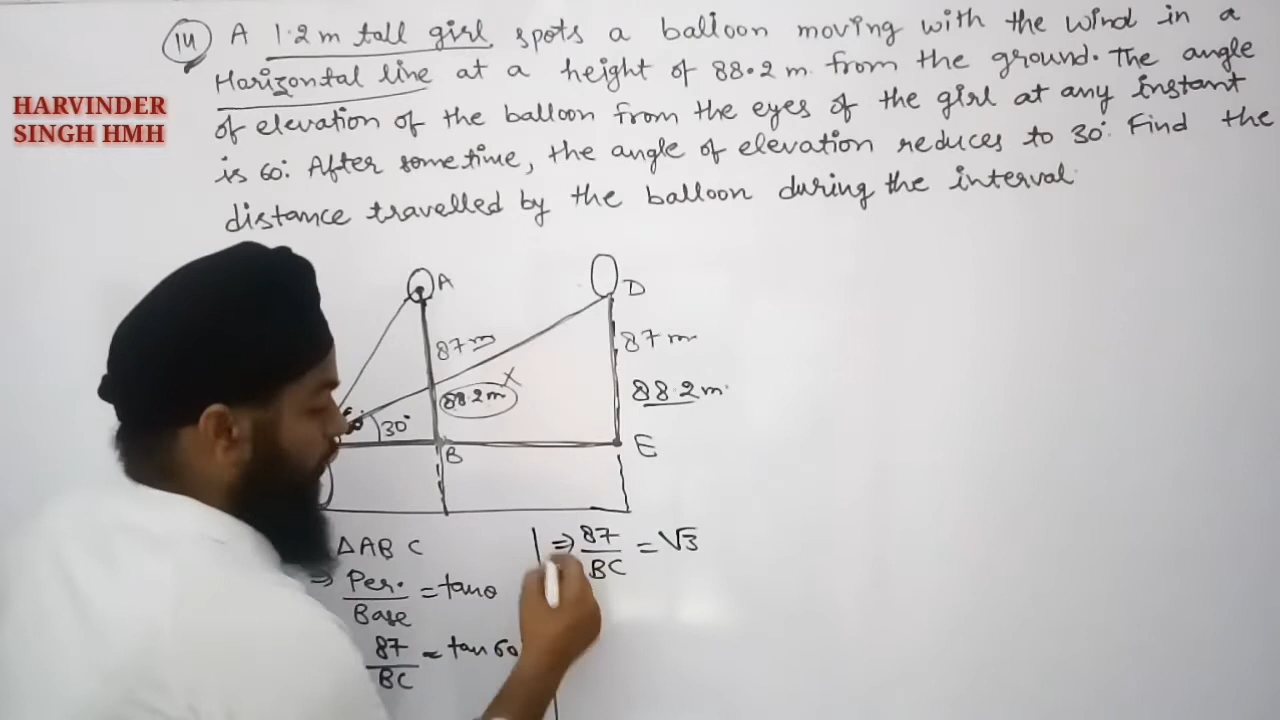 (14) A 1.2 m tall girl spots a balloon moving with the wind in a
Horizontal line at a height of 88.2 m from the ground. The angle
of elevation of the balloon from the eyes of the girl at any instant
is 60°. After some time, the angle of elevation reduces to 30°. Find the
distance travelled by the balloon during the interval.
HARVINDER
SINGH HMH
A
D
87 m
87 m
88.2m
X
88.2m.
30°
B
E
ΔABC
⇒ Per. / Base = tanθ
87 / BC = tan 60
⇒ 87 / BC = √3